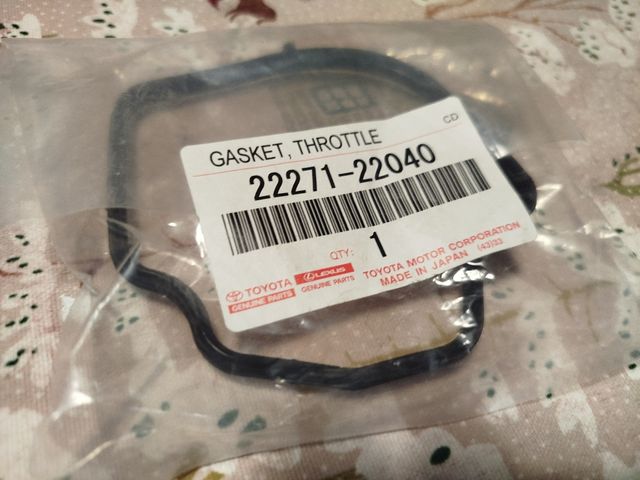 CD
GASKET, THROTTLE
22271-22040
QTY: 1
TOYOTA
GENUINE PARTS
LEXUS
GENUINE PARTS
TOYOTA MOTOR CORPORATION
MADE IN JAPAN (43)33